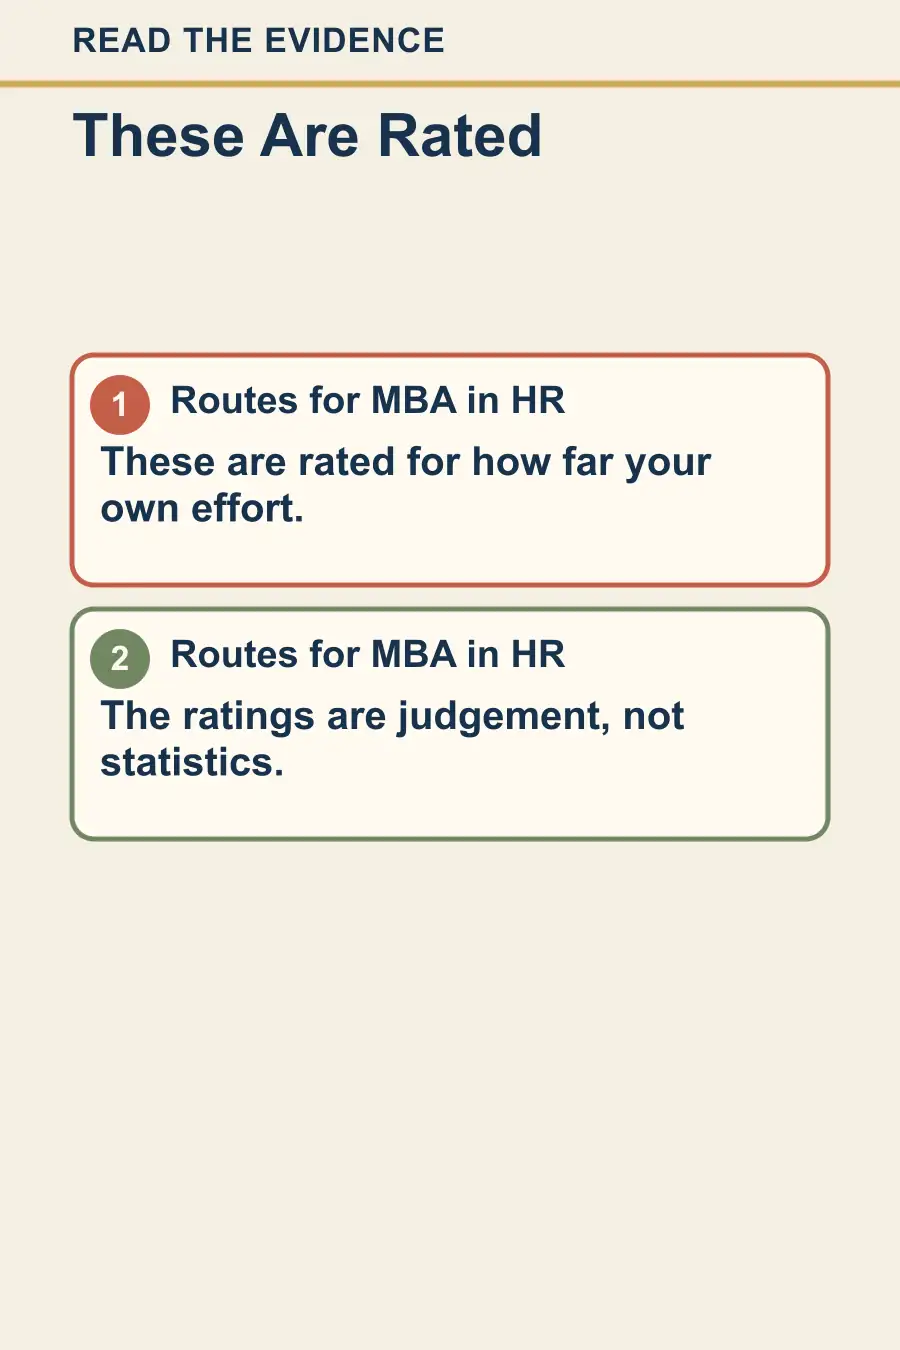 READ THE EVIDENCE
These Are Rated
1 Routes for MBA in HR
These are rated for how far your
own effort.
2 Routes for MBA in HR
The ratings are judgement, not
statistics.